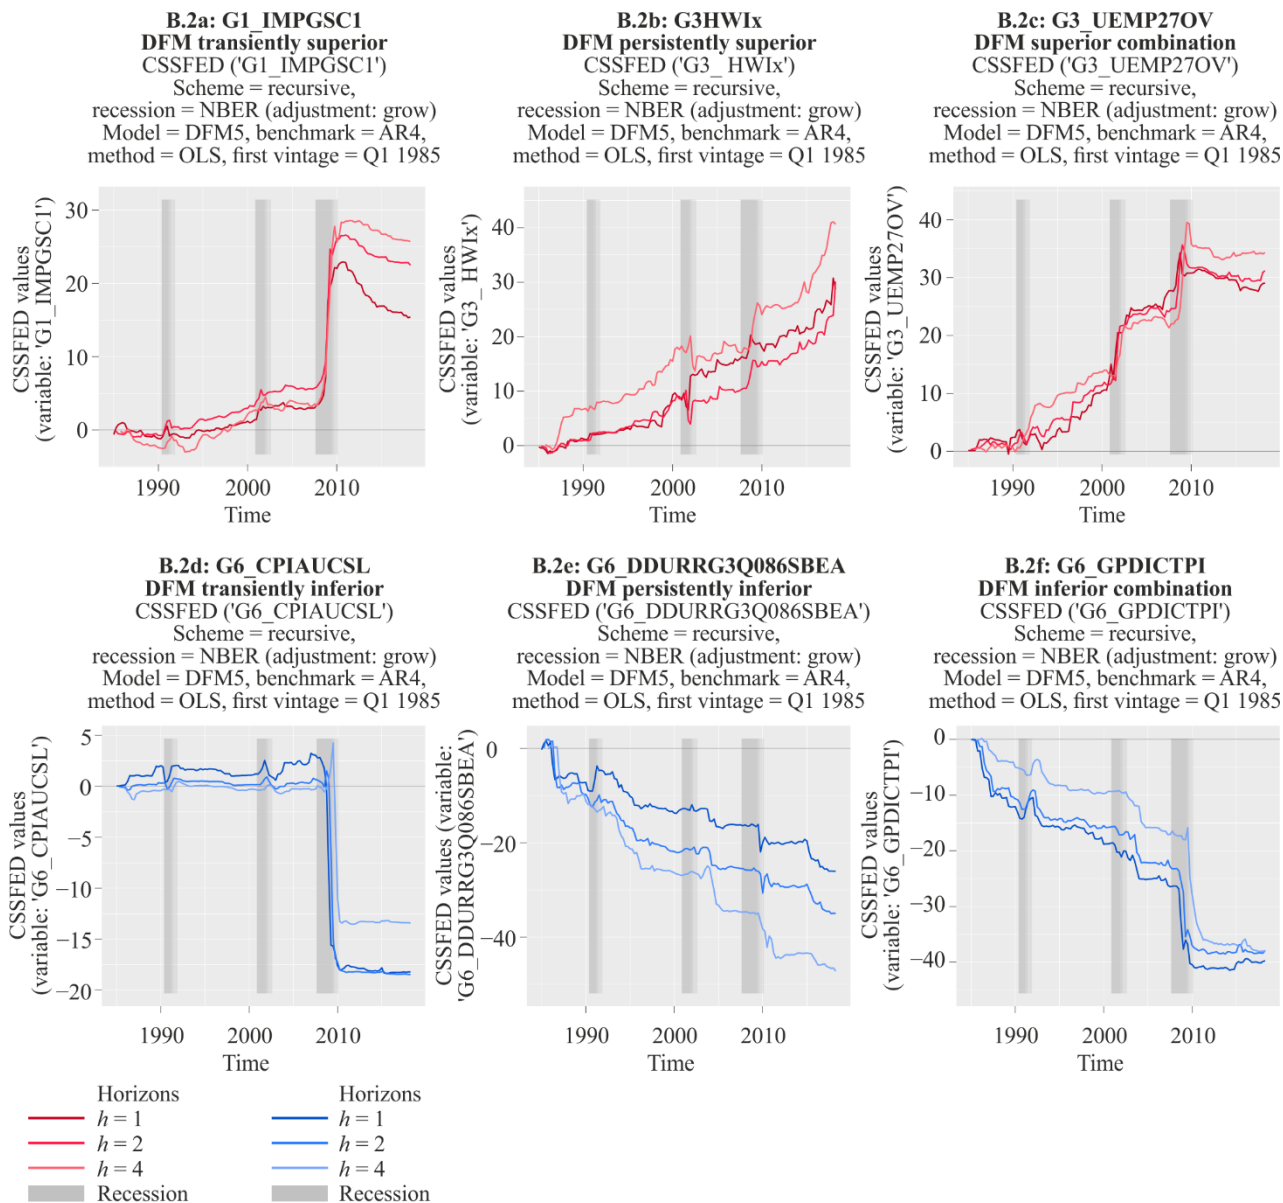 B.2a: G1_IMPGSC1
DFM transiently superior
CSSFED ('G1_IMPGSC1')
Scheme = recursive,
recession = NBER (adjustment: grow)
Model = DFM5, benchmark = AR4,
method = OLS, first vintage = Q1 1985
CSSFED values
(variable: 'G1_IMPGSC1')
30
20
10
0
1990
2000
2010
Time
B.2b: G3HWIx
DFM persistently superior
CSSFED ('G3_ HWIx')
Scheme = recursive,
recession = NBER (adjustment: grow)
Model = DFM5, benchmark = AR4,
method = OLS, first vintage = Q1 1985
CSSFED values
(variable: 'G3_ HWIx')
40
30
20
10
0
1990
2000
2010
Time
B.2c: G3_UEMP27OV
DFM superior combination
CSSFED ('G3_UEMP27OV')
Scheme = recursive,
recession = NBER (adjustment: grow)
Model = DFM5, benchmark = AR4,
method = OLS, first vintage = Q1 1985
CSSFED values
(variable: 'G3_UEMP27OV')
40
30
20
10
0
1990
2000
2010
Time
B.2d: G6_CPIAUCSL
DFM transiently inferior
CSSFED ('G6_CPIAUCSL')
Scheme = recursive,
recession = NBER (adjustment: grow)
Model = DFM5, benchmark = AR4,
method = OLS, first vintage = Q1 1985
CSSFED values
(variable: 'G6_CPIAUCSL')
5
0
−5
−10
−15
−20
1990
2000
2010
Time
B.2e: G6_DDURRG3Q086SBEA
DFM persistently inferior
CSSFED ('G6_DDURRG3Q086SBEA')
Scheme = recursive,
recession = NBER (adjustment: grow)
Model = DFM5, benchmark = AR4,
method = OLS, first vintage = Q1 1985
CSSFED values (variable:
'G6_DDURRG3Q086SBEA')
0
−20
−40
1990
2000
2010
Time
B.2f: G6_GPDICTPI
DFM inferior combination
CSSFED ('G6_GPDICTPI')
Scheme = recursive,
recession = NBER (adjustment: grow)
Model = DFM5, benchmark = AR4,
method = OLS, first vintage = Q1 1985
CSSFED values
(variable: 'G6_GPDICTPI')
0
−10
−20
−30
−40
1990
2000
2010
Time
Horizons
h = 1
h = 2
h = 4
Recession
Horizons
h = 1
h = 2
h = 4
Recession